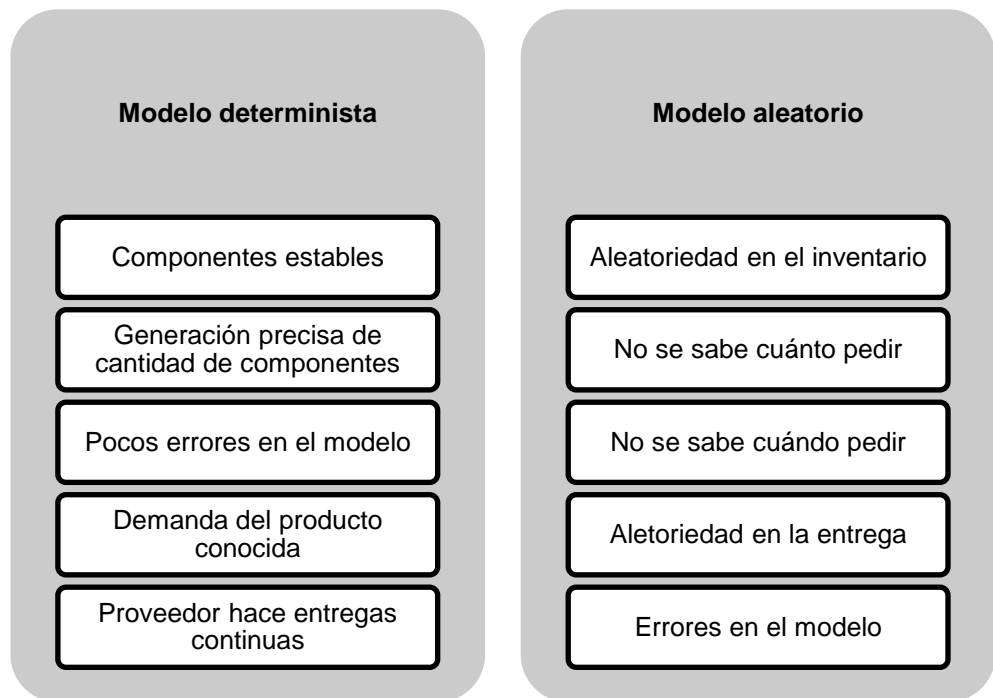 Modelo determinista
Componentes estables
Generación precisa de
cantidad de componentes
Pocos errores en el modelo
Demanda del producto
conocida
Proveedor hace entregas
continuas
Modelo aleatorio
Aleatoriedad en el inventario
No se sabe cuánto pedir
No se sabe cuándo pedir
Aletoriedad en la entrega
Errores en el modelo